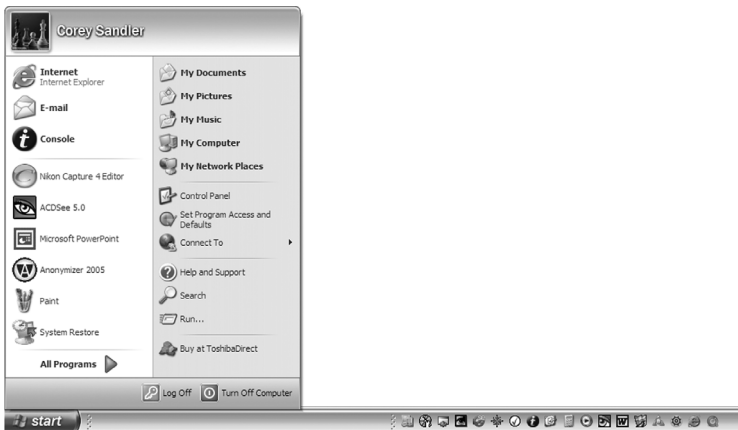 Corey Sandler
Internet
Internet Explorer
E-mail
Console
Nikon Capture 4 Editor
ACDSee 5.0
Microsoft PowerPoint
Anonymizer 2005
Paint
System Restore
All Programs
My Documents
My Pictures
My Music
My Computer
My Network Places
Control Panel
Set Program Access and
Defaults
Connect To
Help and Support
Search
Run...
Buy at ToshibaDirect
Log Off
Turn Off Computer
start